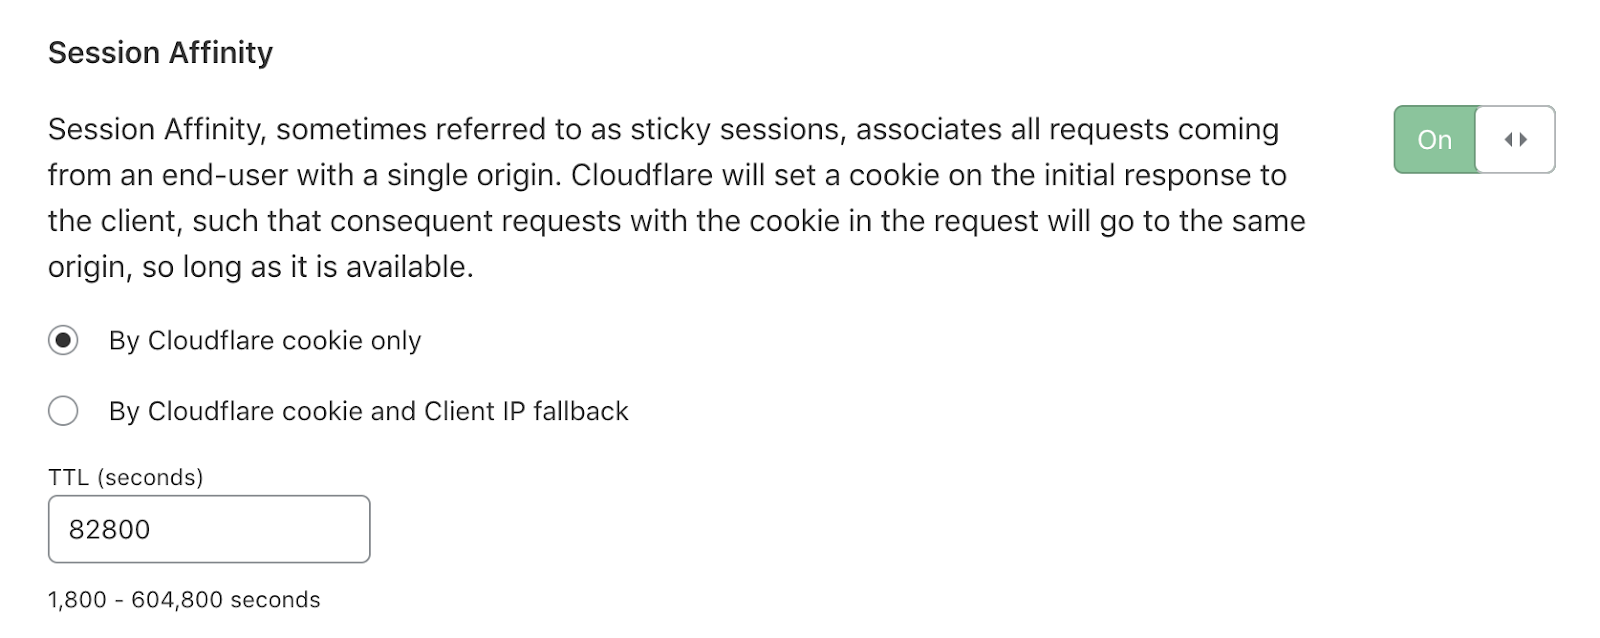 Session Affinity
Session Affinity, sometimes referred to as sticky sessions, associates all requests coming
from an end-user with a single origin. Cloudflare will set a cookie on the initial response to
the client, such that consequent requests with the cookie in the request will go to the same
origin, so long as it is available.
On
By Cloudflare cookie only
By Cloudflare cookie and Client IP fallback
TTL (seconds)
82800
1,800 - 604,800 seconds